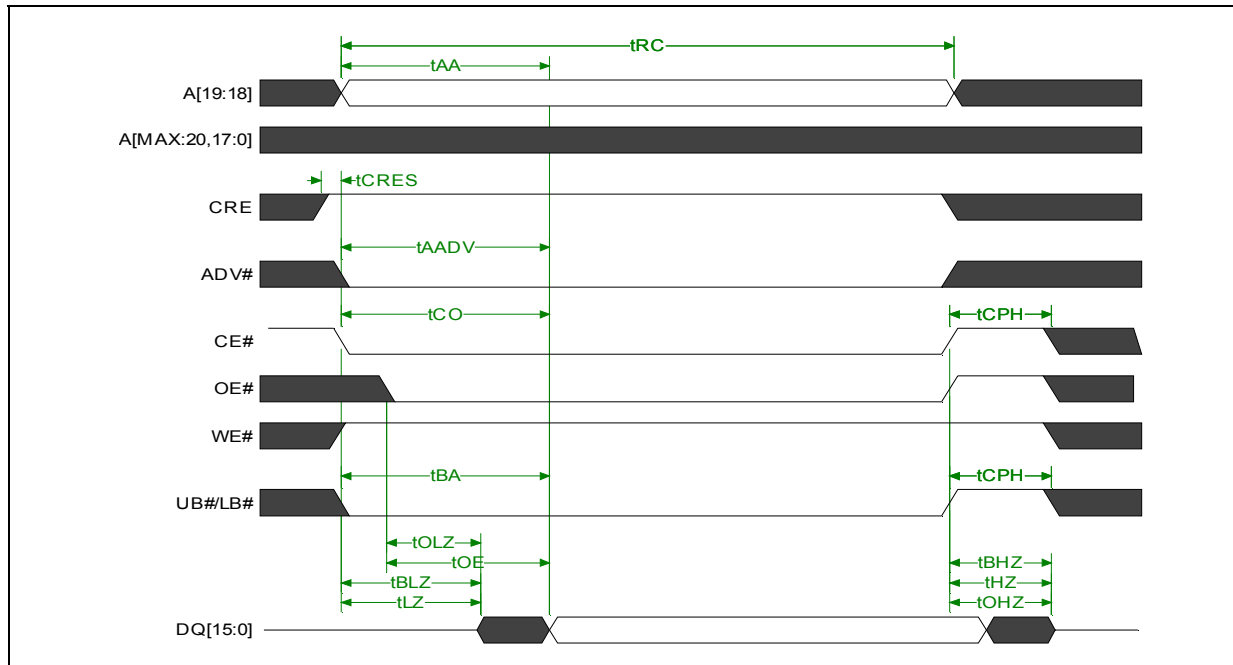 tRC
tAA
A[19:18]
A[MAX:20,17:0]
tCRES
CRE
tAADV
ADV#
tCO
tCPH
CE#
OE#
WE#
tBA
tCPH
UB#/LB#
tOLZ
tOE
tBHZ
tBLZ
tHZ
tLZ
tOHZ
DQ[15:0]